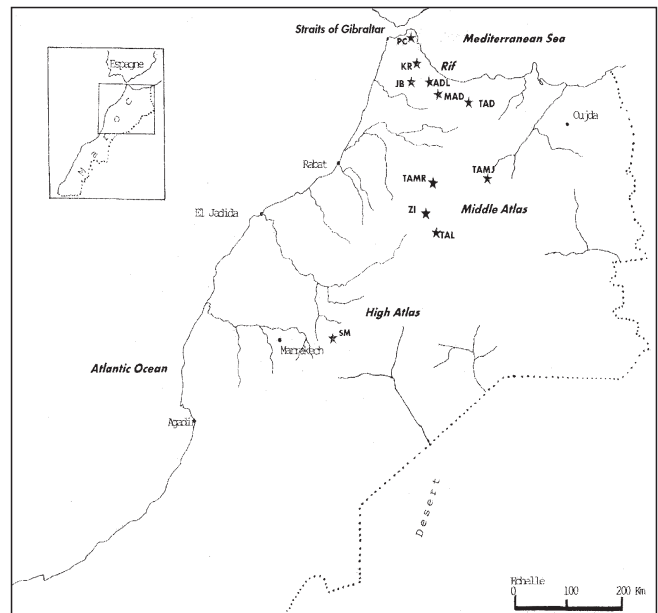 Straits of Gibraltar
PC
Mediterranean Sea
Espagne
KR
Rif
JB
ADL
MAD
TAD
Oujda
M a r o c
Rabat
TAMR
TAMJ
ZI
Middle Atlas
El Jadida
TAL
High Atlas
SM
Marrakech
Atlantic Ocean
Agadir
Desert
Echelle
0 100 200 Km